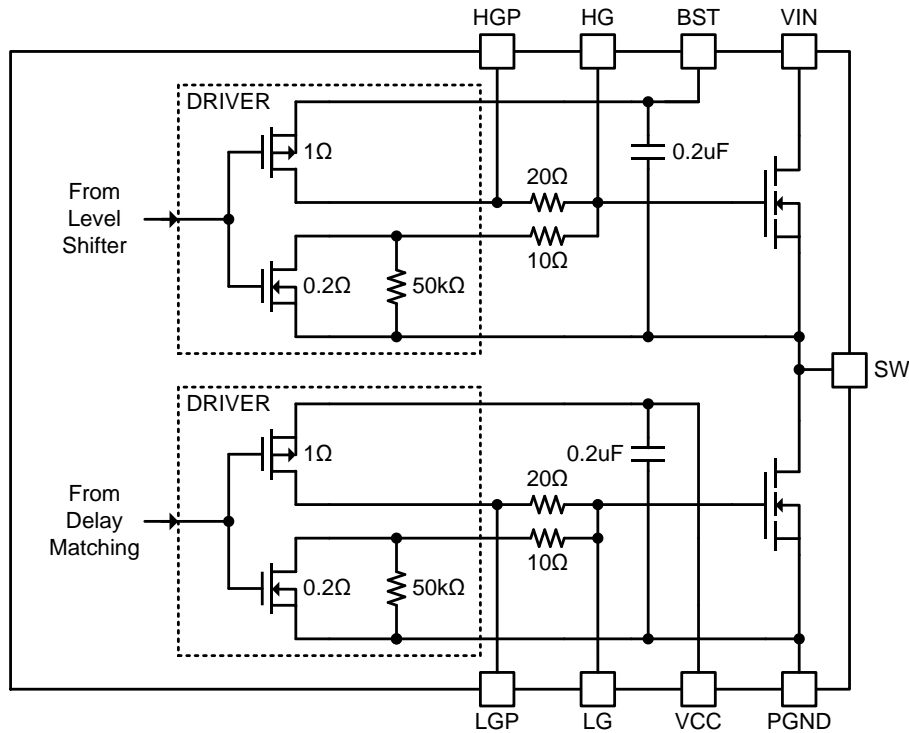 HGP
HG
BST
VIN
DRIVER
1Ω
0.2uF
From
Level
Shifter
20Ω
10Ω
0.2Ω
50kΩ
SW
DRIVER
1Ω
0.2uF
From
Delay
Matching
20Ω
10Ω
0.2Ω
50kΩ
LGP
LG
VCC
PGND